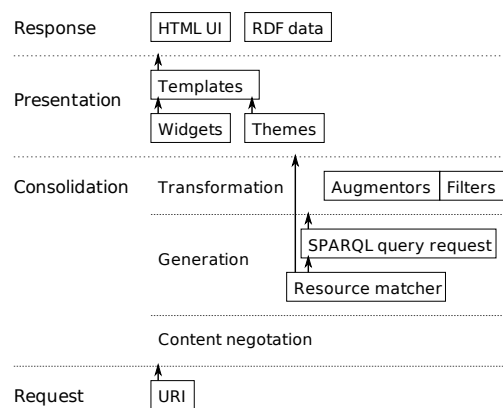 Response HTML UI RDF data
Templates
Presentation
Widgets Themes
Consolidation Transformation Augmentors Filters
SPARQL query request
Generation
Resource matcher
Content negotation
Request URI